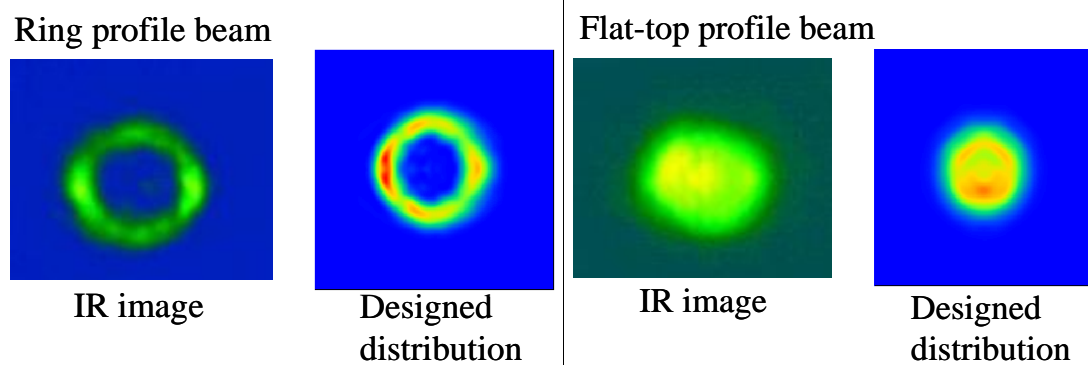 Ring profile beam
IR image
Designed
distribution
Flat-top profile beam
IR image
Designed
distribution